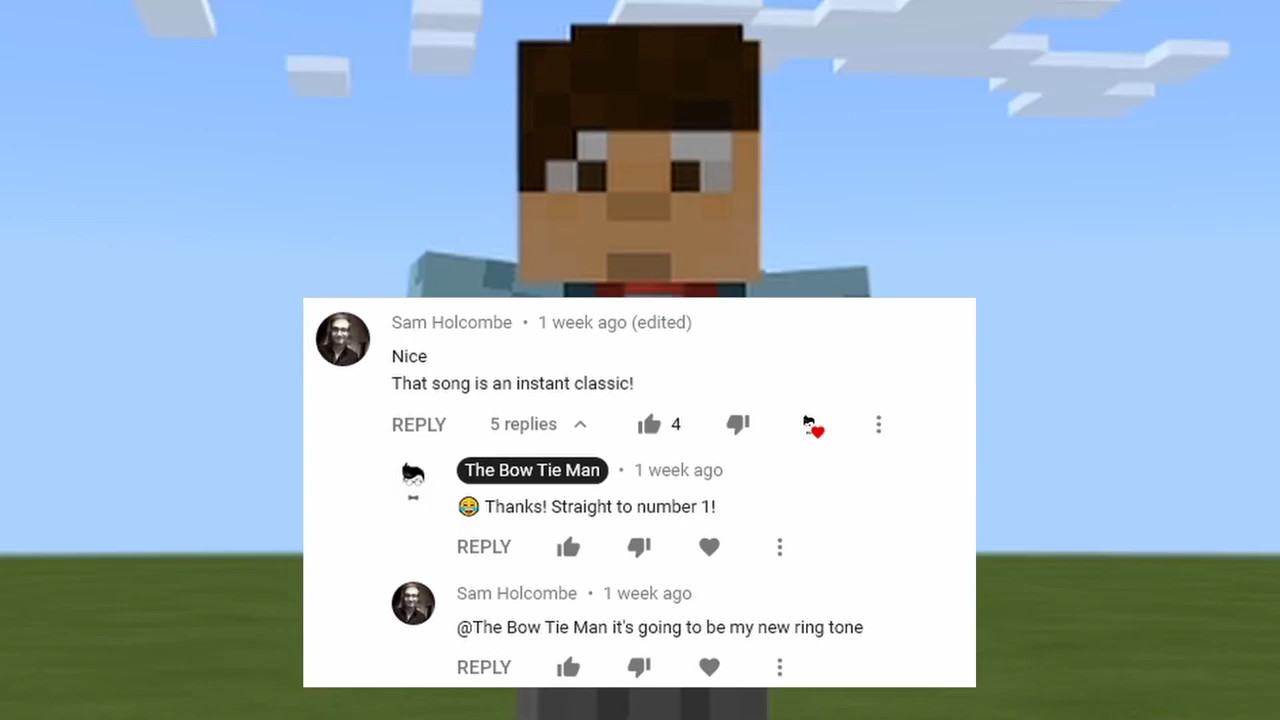 Sam Holcombe • 1 week ago (edited)
Nice
That song is an instant classic!
REPLY 5 replies 4
The Bow Tie Man • 1 week ago
😂 Thanks! Straight to number 1!
REPLY
Sam Holcombe • 1 week ago
@The Bow Tie Man it's going to be my new ring tone
REPLY